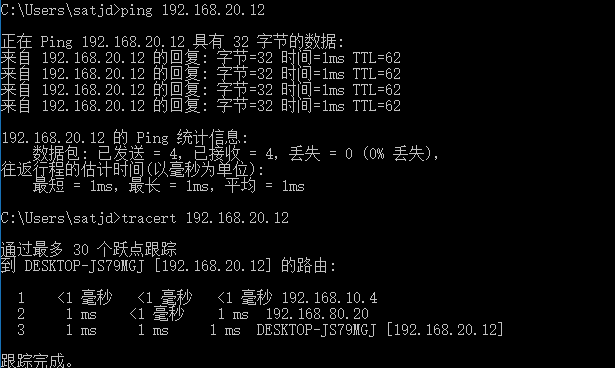 C:\Users\satjd>ping 192.168.20.12
正在 Ping 192.168.20.12 具有 32 字节的数据:
来自 192.168.20.12 的回复: 字节=32 时间=1ms TTL=62
来自 192.168.20.12 的回复: 字节=32 时间=1ms TTL=62
来自 192.168.20.12 的回复: 字节=32 时间=1ms TTL=62
来自 192.168.20.12 的回复: 字节=32 时间=1ms TTL=62
192.168.20.12 的 Ping 统计信息:
数据包: 已发送 = 4, 已接收 = 4, 丢失 = 0 (0% 丢失),
往返行程的估计时间(以毫秒为单位):
最短 = 1ms, 最长 = 1ms, 平均 = 1ms
C:\Users\satjd>tracert 192.168.20.12
通过最多 30 个跃点跟踪
到 DESKTOP-JS79MGJ [192.168.20.12] 的路由:
1 <1 毫秒 <1 毫秒 <1 毫秒 192.168.10.4
2 1 ms <1 毫秒 1 ms 192.168.80.20
3 1 ms 1 ms 1 ms DESKTOP-JS79MGJ [192.168.20.12]
跟踪完成。